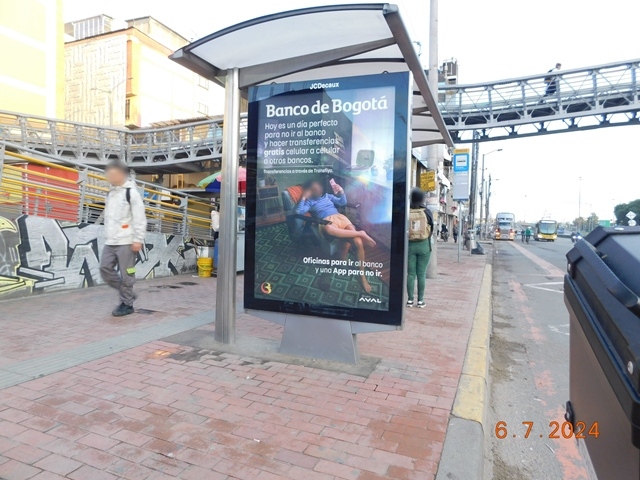 JCDecaux
Banco de Bogotá
Hoy es un día perfecto
para no ir al banco
y hacer transferencias
gratis celular a celular
a otros bancos.
Transferencias a través de Transfiya.
Oficinas para ir al banco
y una App para no ir.
AVAL
6.7.2024